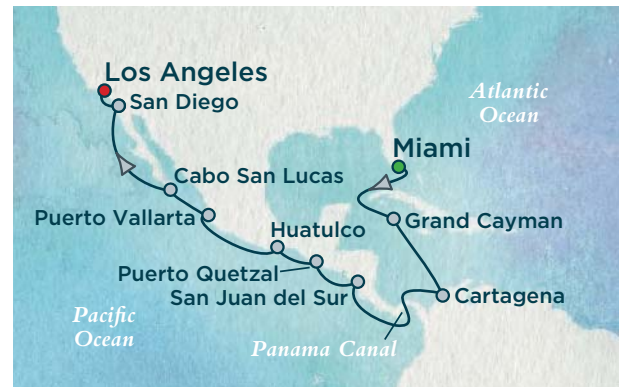 Los Angeles
San Diego
Atlantic
Ocean
Miami
Cabo San Lucas
Puerto Vallarta
Grand Cayman
Huatulco
Puerto Quetzal
San Juan del Sur
Cartagena
Pacific
Ocean
Panama Canal